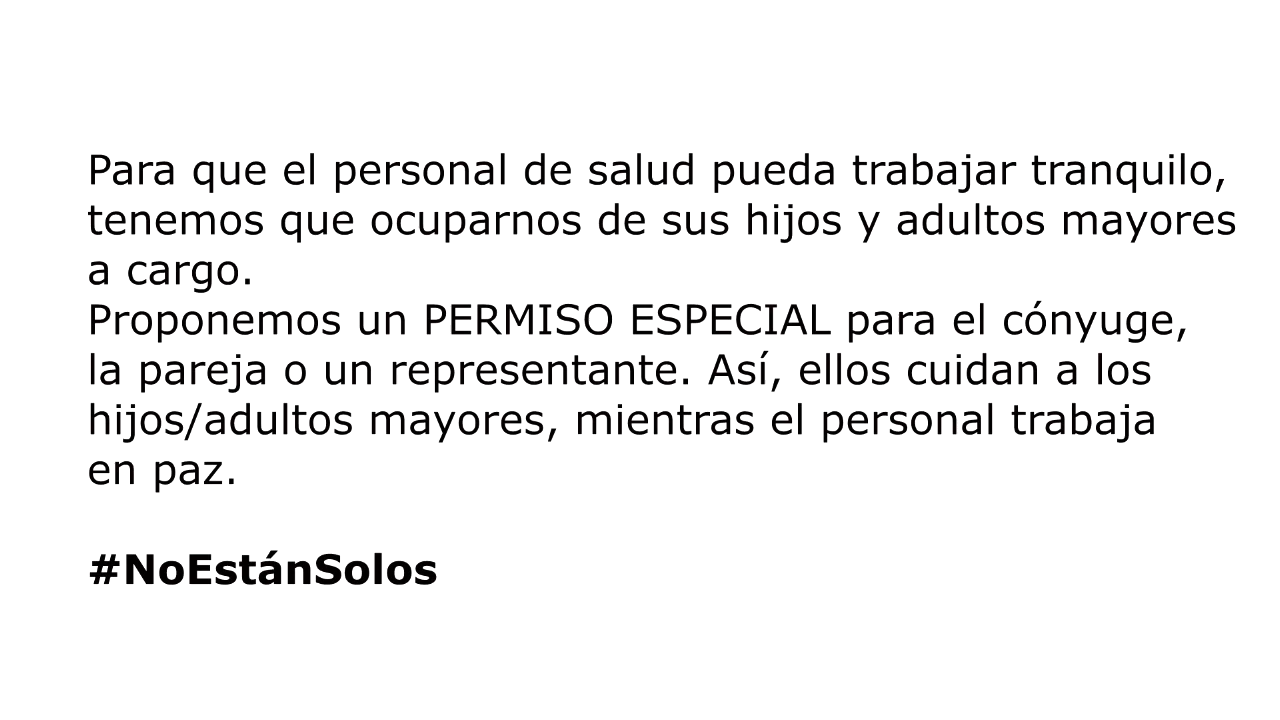 Para que el personal de salud pueda trabajar tranquilo,
tenemos que ocuparnos de sus hijos y adultos mayores
a cargo.
Proponemos un PERMISO ESPECIAL para el cónyuge,
la pareja o un representante. Así, ellos cuidan a los
hijos/adultos mayores, mientras el personal trabaja
en paz.
#NoEstánSolos